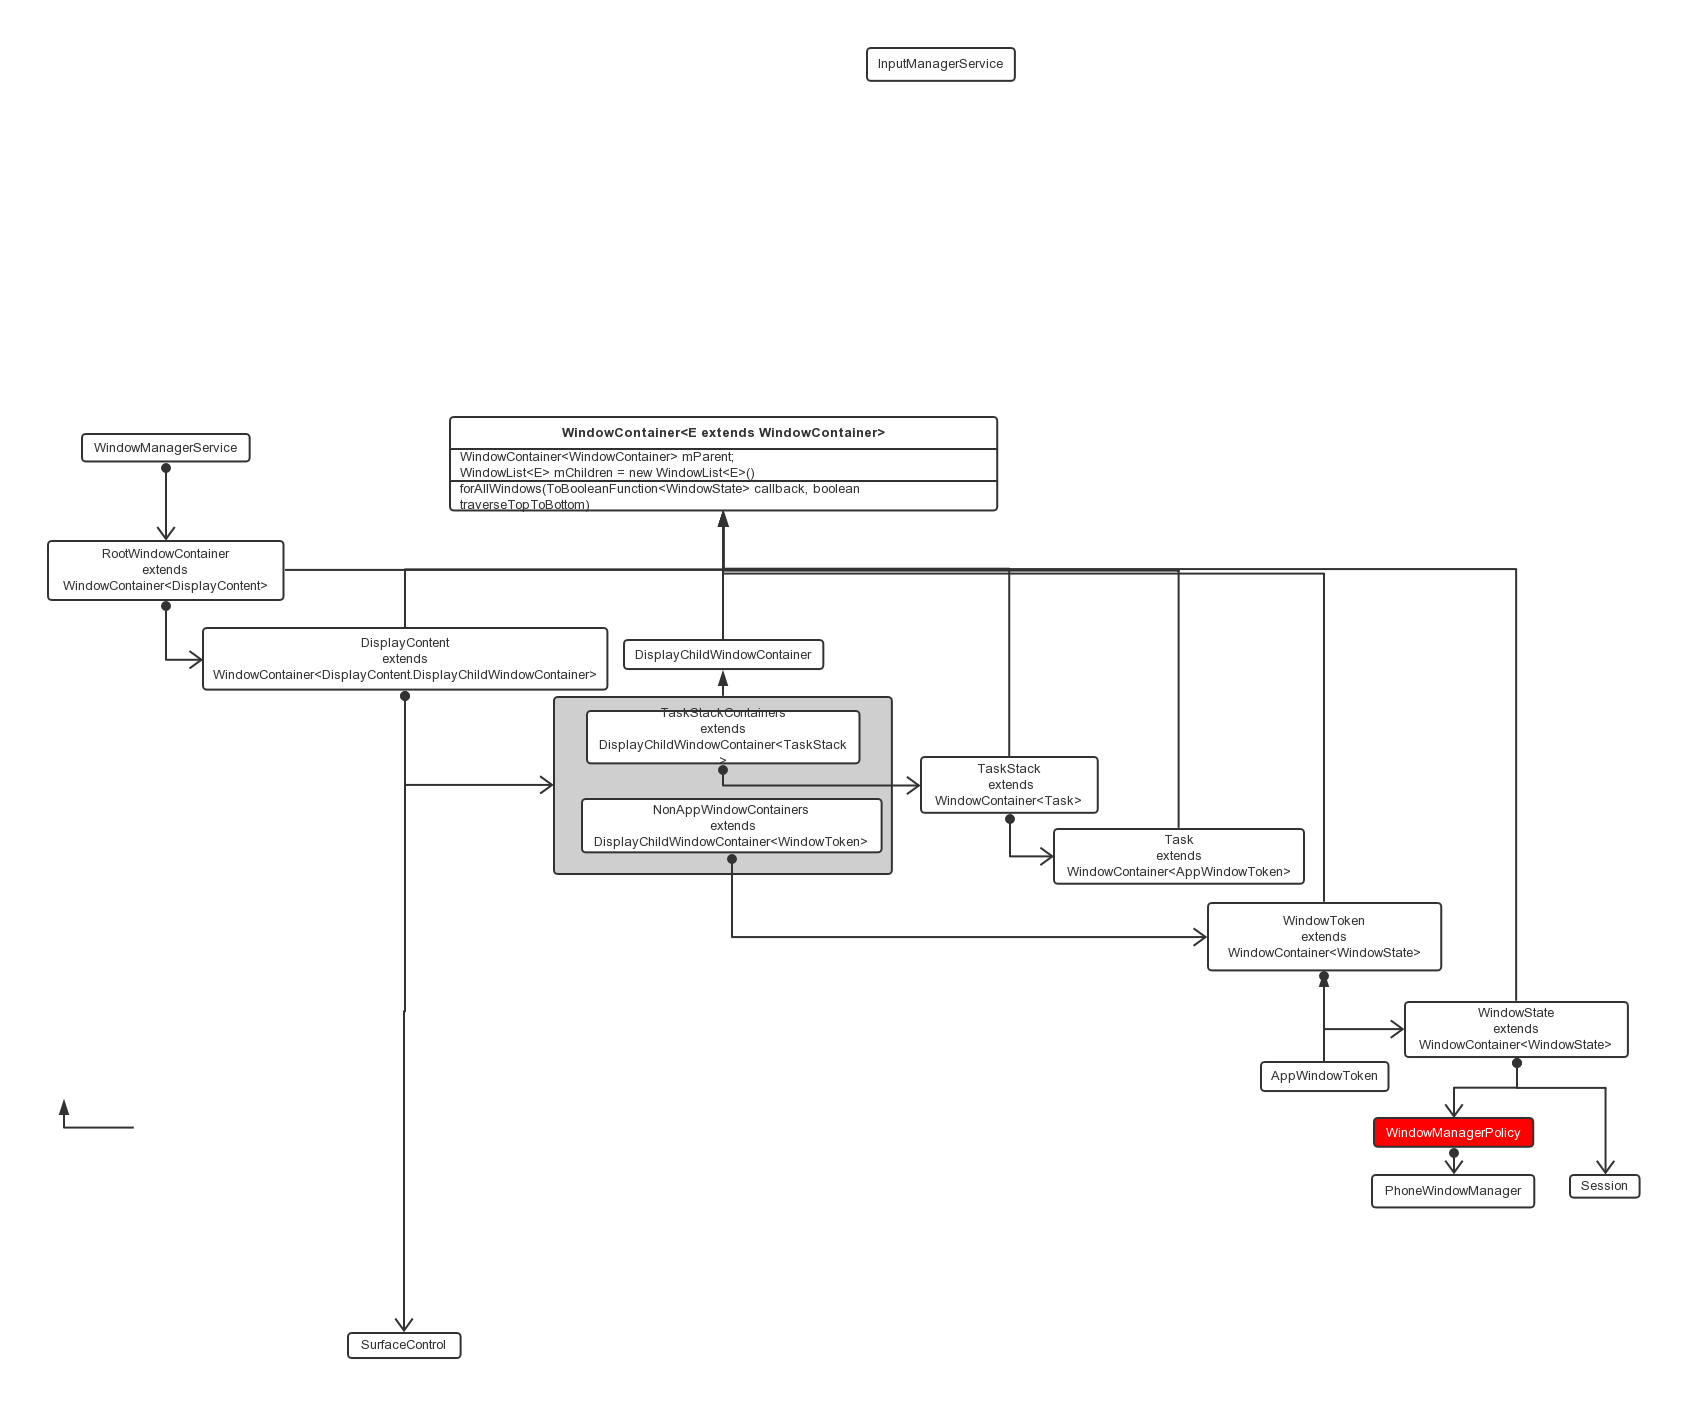 InputManagerService
WindowManagerService
WindowContainer<E extends WindowContainer>
WindowContainer<WindowContainer> mParent;
WindowList<E> mChildren = new WindowList<E>()
forAllWindows(ToBooleanFunction<WindowState> callback, boolean
traverseTopToBottom)
RootWindowContainer
extends
WindowContainer<DisplayContent>
DisplayContent
extends
WindowContainer<DisplayContent.DisplayChildWindowContainer>
DisplayChildWindowContainer
TaskStackContainers
extends
DisplayChildWindowContainer<TaskStack
>
TaskStack
extends
WindowContainer<Task>
NonAppWindowContainers
extends
DisplayChildWindowContainer<WindowToken>
Task
extends
WindowContainer<AppWindowToken>
WindowToken
extends
WindowContainer<WindowState>
WindowState
extends
WindowContainer<WindowState>
AppWindowToken
WindowManagerPolicy
PhoneWindowManager
Session
SurfaceControl